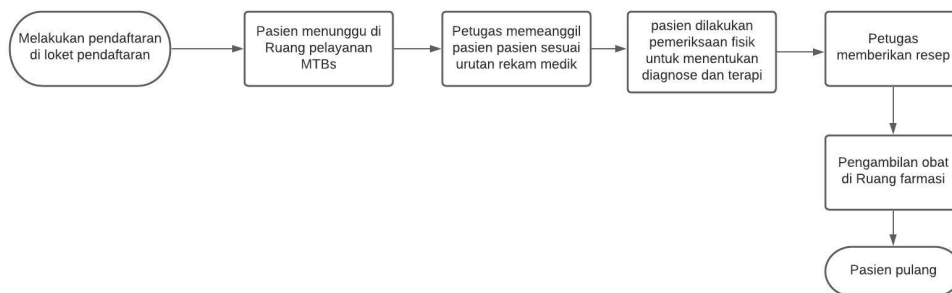 Melakukan pendaftaran
di loket pendaftaran
Pasien menunggu di
Ruang pelayanan
MTBs
Petugas memeanggil
pasien pasien sesuai
urutan rekam medik
pasien dilakukan
pemeriksaan fisik
untuk menentukan
diagnose dan terapi
Petugas
memberikan resep
Pengambilan obat
di Ruang farmasi
Pasien pulang